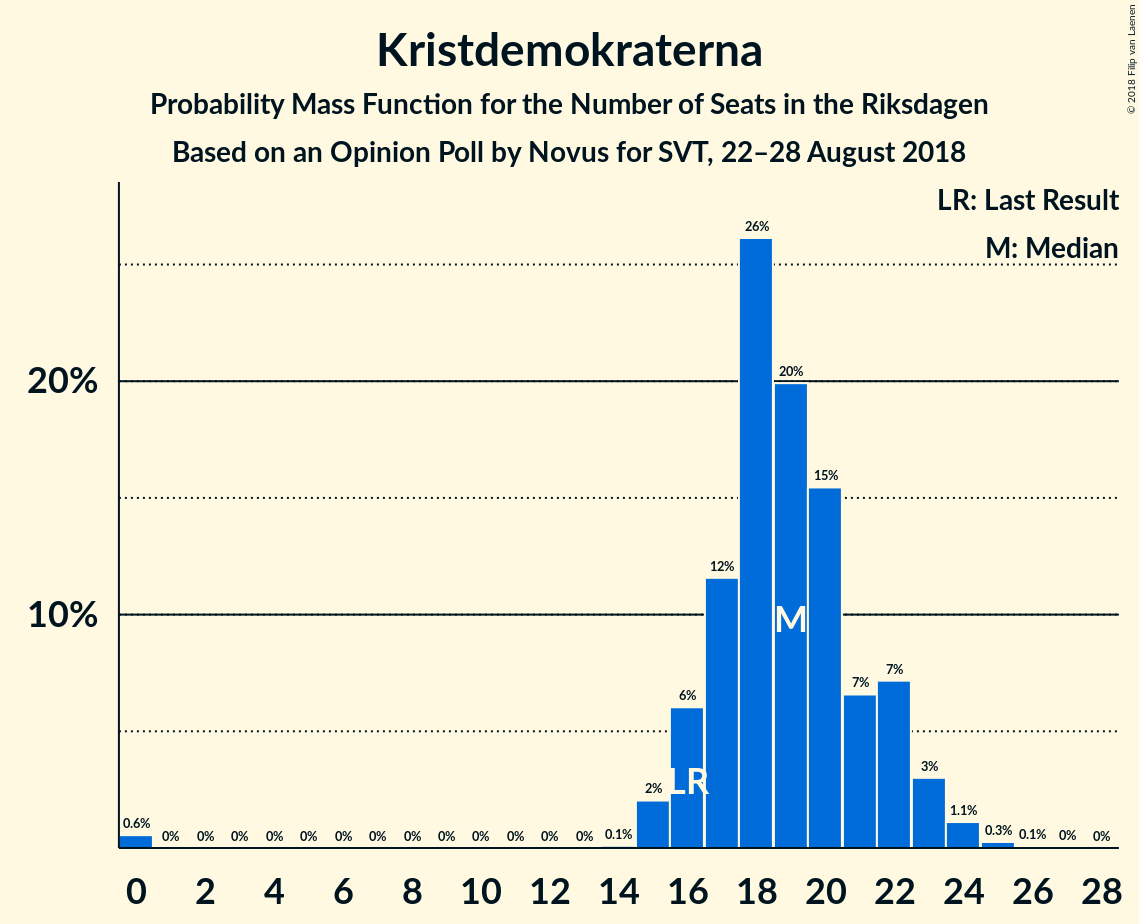 Kristdemokraterna
Probability Mass Function for the Number of Seats in the Riksdagen
Based on an Opinion Poll by Novus for SVT, 22–28 August 2018
© 2018 Filip van Laenen
LR: Last Result
M: Median
20%
10%
0.6% 0% 0% 0% 0% 0% 0% 0% 0% 0% 0% 0% 0% 0% 0.1% 2% 6% 12% 26% 20% 15% 7% 7% 3% 1.1% 0.3% 0.1% 0% 0%
LR
M
0 2 4 6 8 10 12 14 16 18 20 22 24 26 28